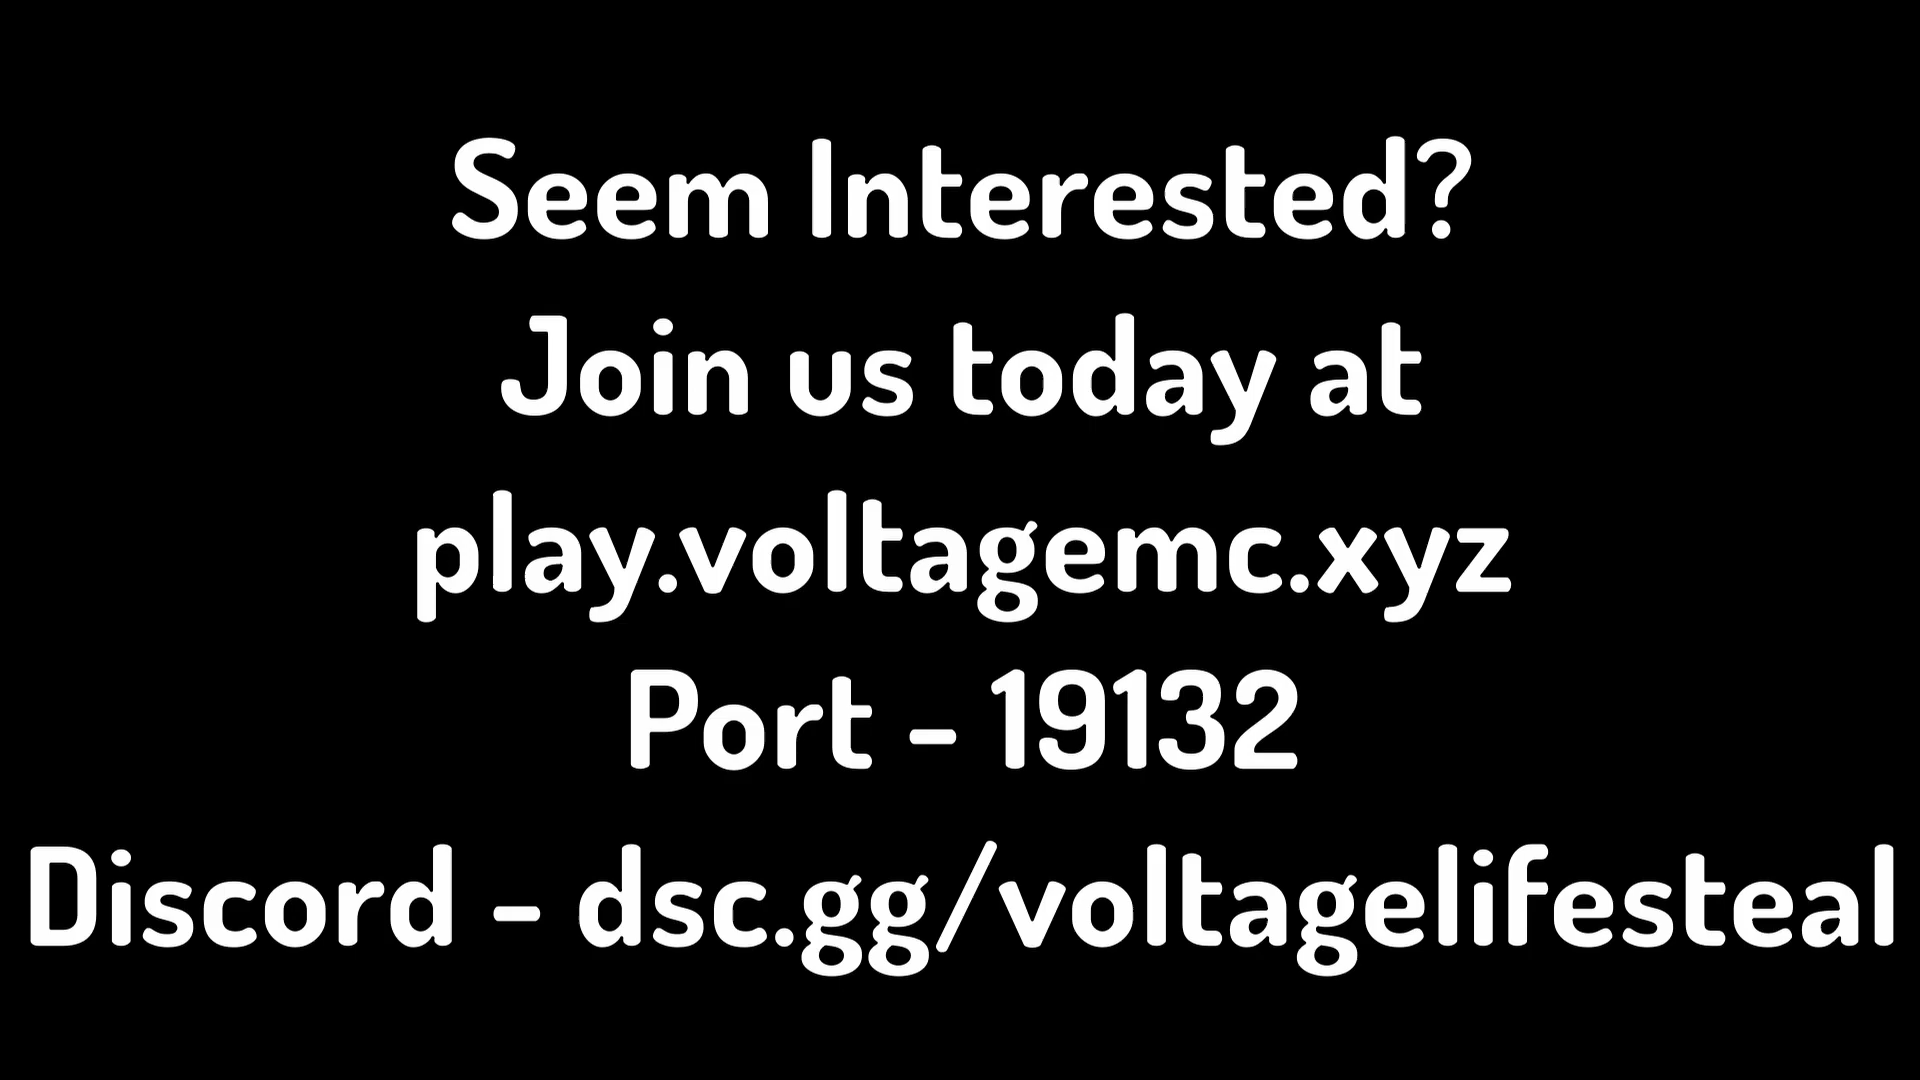 Seem Interested?
Join us today at
play.voltagemc.xyz
Port - 19132
Discord - dsc.gg/voltagelifesteal